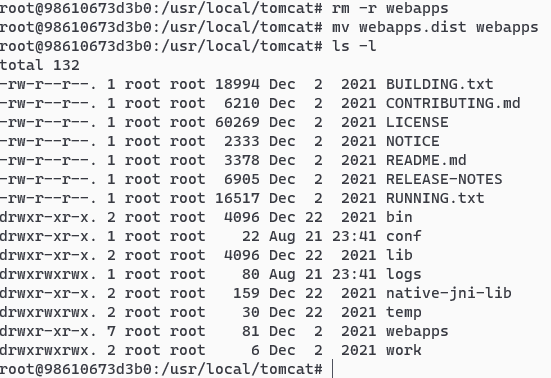 root@98610673d3b0:/usr/local/tomcat# rm -r webapps
root@98610673d3b0:/usr/local/tomcat# mv webapps.dist webapps
root@98610673d3b0:/usr/local/tomcat# ls -l
total 132
-rw-r--r--. 1 root root 18994 Dec  2  2021 BUILDING.txt
-rw-r--r--. 1 root root  6210 Dec  2  2021 CONTRIBUTING.md
-rw-r--r--. 1 root root 60269 Dec  2  2021 LICENSE
-rw-r--r--. 1 root root  2333 Dec  2  2021 NOTICE
-rw-r--r--. 1 root root  3378 Dec  2  2021 README.md
-rw-r--r--. 1 root root  6905 Dec  2  2021 RELEASE-NOTES
-rw-r--r--. 1 root root 16517 Dec  2  2021 RUNNING.txt
drwxr-xr-x. 2 root root  4096 Dec 22  2021 bin
drwxr-xr-x. 1 root root    22 Aug 21 23:41 conf
drwxr-xr-x. 2 root root  4096 Dec 22  2021 lib
drwxrwxrwx. 1 root root    80 Aug 21 23:41 logs
drwxr-xr-x. 2 root root   159 Dec 22  2021 native-jni-lib
drwxrwxrwx. 2 root root    30 Dec 22  2021 temp
drwxr-xr-x. 7 root root    81 Dec  2  2021 webapps
drwxrwxrwx. 2 root root     6 Dec  2  2021 work
root@98610673d3b0:/usr/local/tomcat#